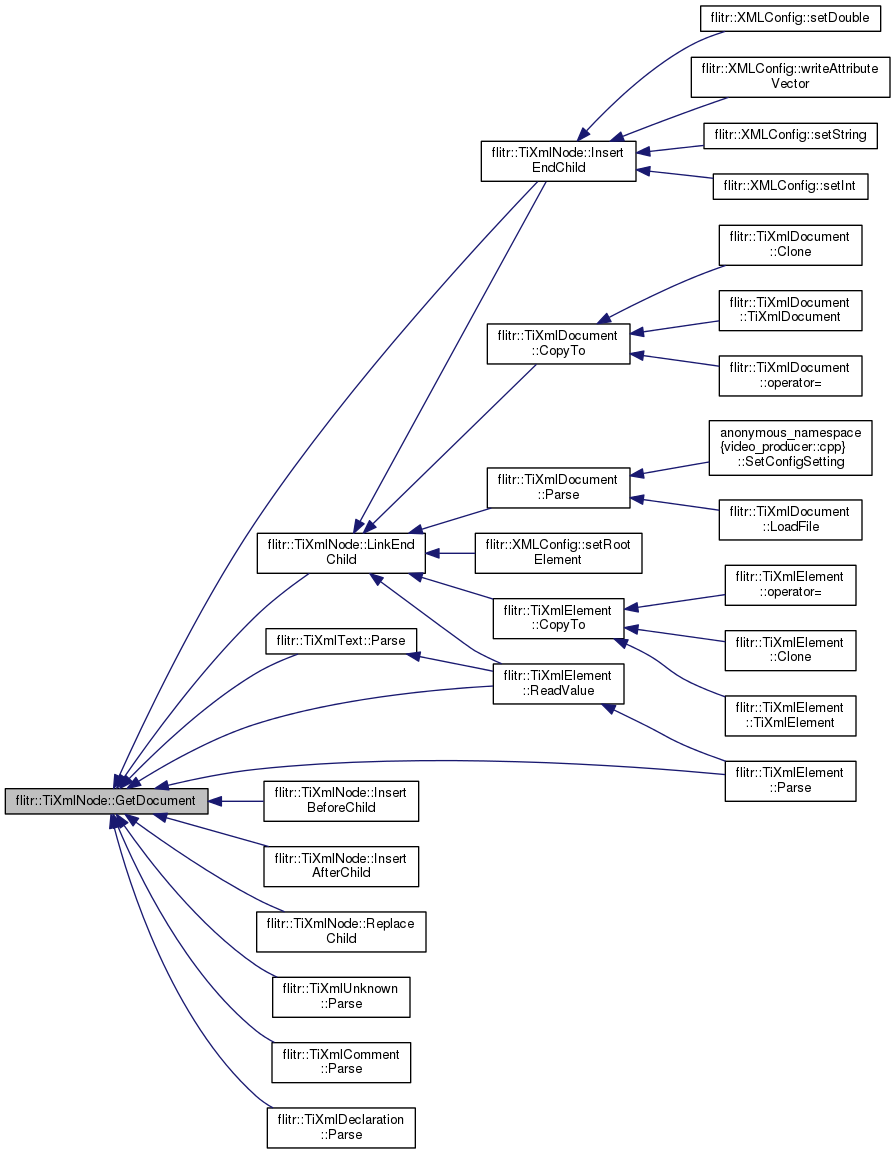 flitr::XMLConfig::setDouble
flitr::XMLConfig::writeAttribute
Vector
flitr::XMLConfig::setString
flitr::TiXmlNode::Insert
EndChild
flitr::XMLConfig::setInt
flitr::TiXmlDocument
::Clone
flitr::TiXmlDocument
::TiXmlDocument
flitr::TiXmlDocument
::CopyTo
flitr::TiXmlDocument
::operator=
anonymous_namespace
{video_producer::cpp}
::SetConfigSetting
flitr::TiXmlDocument
::Parse
flitr::TiXmlDocument
::LoadFile
flitr::TiXmlNode::LinkEnd
Child
flitr::XMLConfig::setRoot
Element
flitr::TiXmlElement
::operator=
flitr::TiXmlElement
::CopyTo
flitr::TiXmlElement
::Clone
flitr::TiXmlText::Parse
flitr::TiXmlElement
::ReadValue
flitr::TiXmlElement
::TiXmlElement
flitr::TiXmlElement
::Parse
flitr::TiXmlNode::GetDocument
flitr::TiXmlNode::Insert
BeforeChild
flitr::TiXmlNode::Insert
AfterChild
flitr::TiXmlNode::Replace
Child
flitr::TiXmlUnknown
::Parse
flitr::TiXmlComment
::Parse
flitr::TiXmlDeclaration
::Parse